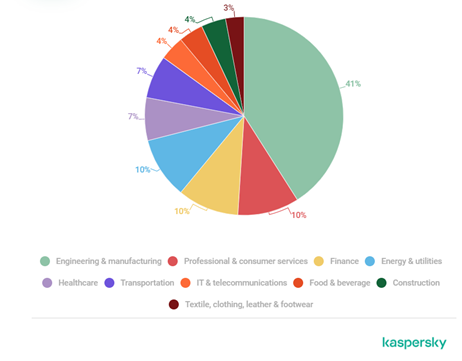 3%
4%
4%
4%
7%
7%
10%
10%
10%
41%
Engineering & manufacturing Professional & consumer services Finance Energy & utilities
Healthcare Transportation IT & telecommunications Food & beverage Construction
Textile, clothing, leather & footwear
kaspersky